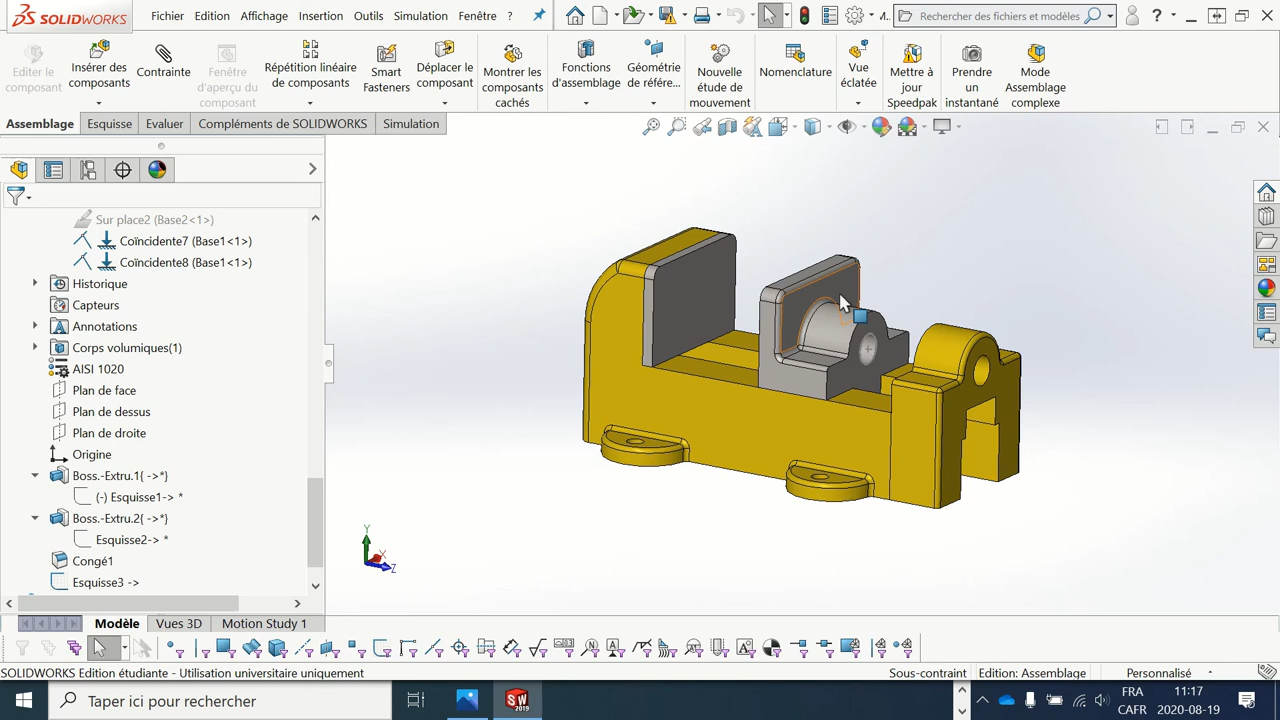 SOLIDWORKS
Fichier Edition Affichage Insertion Outils Simulation Fenêtre ?
Rechercher des fichiers et modèles
?
Editer le composant
Insérer des composants
Contrainte
Fenêtre d'aperçu du composant
Répétition linéaire de composants
Smart Fasteners
Déplacer le composant
Montrer les composants cachés
Fonctions d'assemblage
Géométrie de référe...
Nouvelle étude de mouvement
Nomenclature
Vue éclatée
Mettre à jour Speedpak
Prendre un instantané
Mode Assemblage complexe
Assemblage Esquisse Evaluer Compléments de SOLIDWORKS Simulation
Sur place2 (Base2<1>)
Coïncidente7 (Base1<1>)
Coïncidente8 (Base1<1>)
Historique
Capteurs
Annotations
Corps volumiques(1)
AISI 1020
Plan de face
Plan de dessus
Plan de droite
Origine
Boss.-Extru.1{ ->*}
(-) Esquisse1-> *
Boss.-Extru.2{ ->*}
Esquisse2-> *
Congé1
Esquisse3 ->
Y
X
Z
Modèle Vues 3D Motion Study 1
SOLIDWORKS Edition étudiante - Utilisation universitaire uniquement
Sous-contraint Edition: Assemblage Personnalisé
Taper ici pour rechercher
SW
2019
FRA
CAFR
11:17
2020-08-19